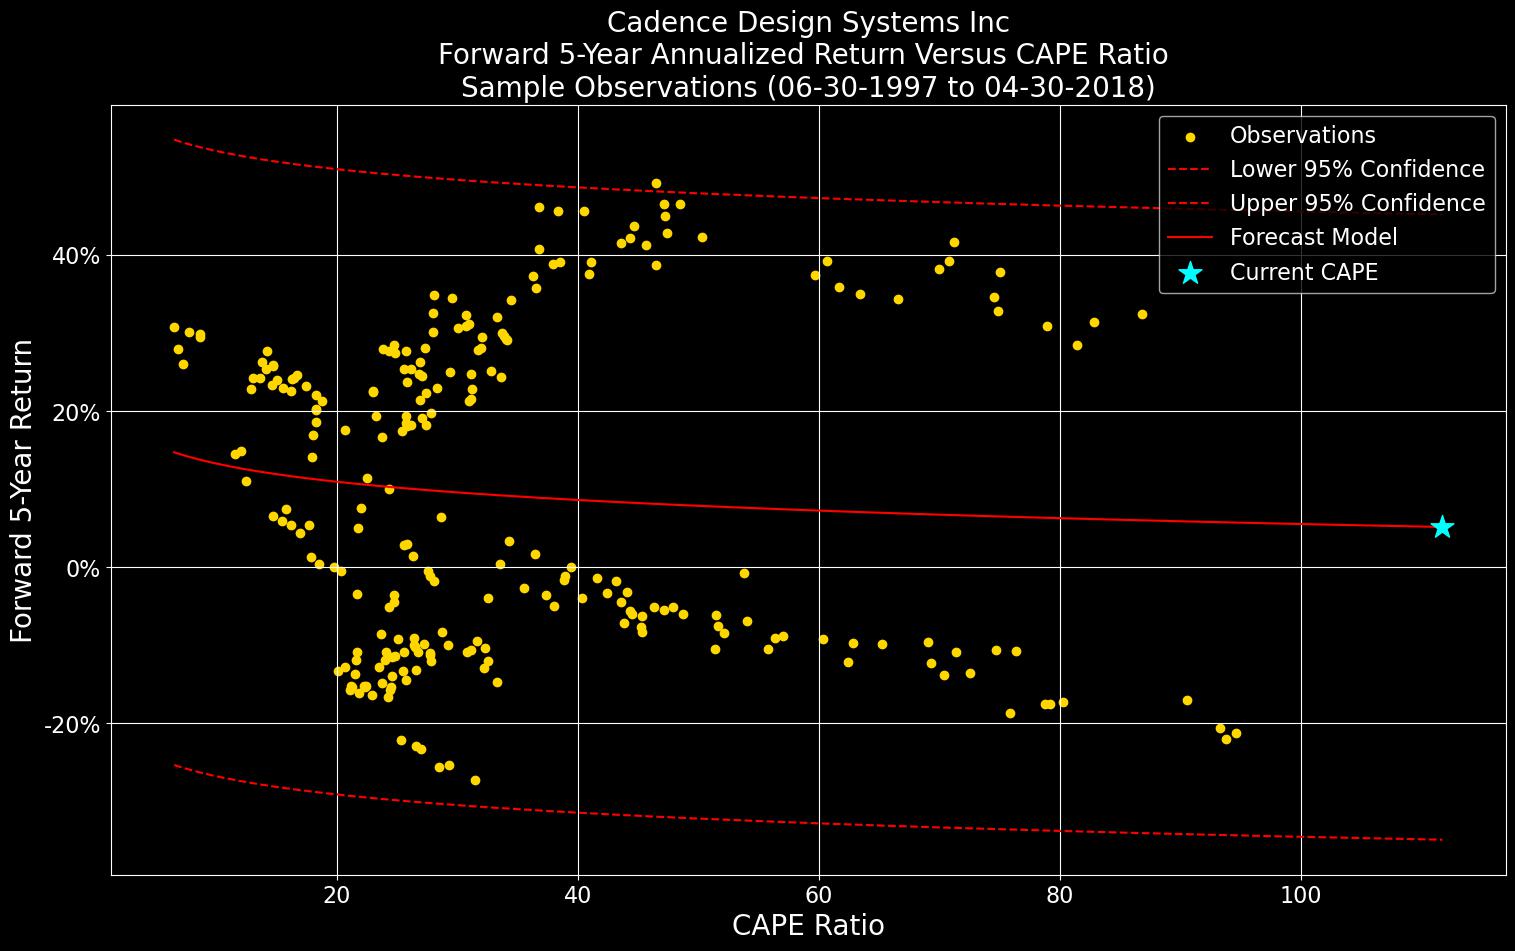 Cadence Design Systems Inc
Forward 5-Year Annualized Return Versus CAPE Ratio
Sample Observations (06-30-1997 to 04-30-2018)
Observations
Lower 95% Confidence
Upper 95% Confidence
Forecast Model
Current CAPE
Forward 5-Year Return
40%
20%
0%
-20%
20 40 60 80 100
CAPE Ratio